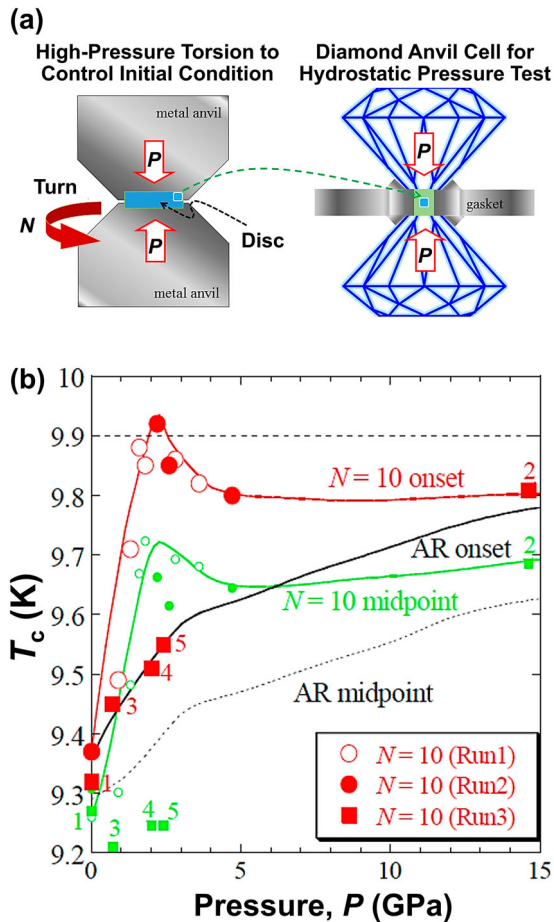 (a)
High-Pressure Torsion to
Control Initial Condition
Diamond Anvil Cell for
Hydrostatic Pressure Test
metal anvil
P
Turn
N
P
Disc
metal anvil
P
gasket
P
(b)
10
9.9
9.8
9.7
9.6
9.5
9.4
9.3
9.2
Tc (K)
N = 10 onset
2
AR onset
2
N = 10 midpoint
5
4
3
AR midpoint
1
1
3
4
5
N = 10 (Run1)
N = 10 (Run2)
N = 10 (Run3)
0
5
10
15
Pressure, P (GPa)